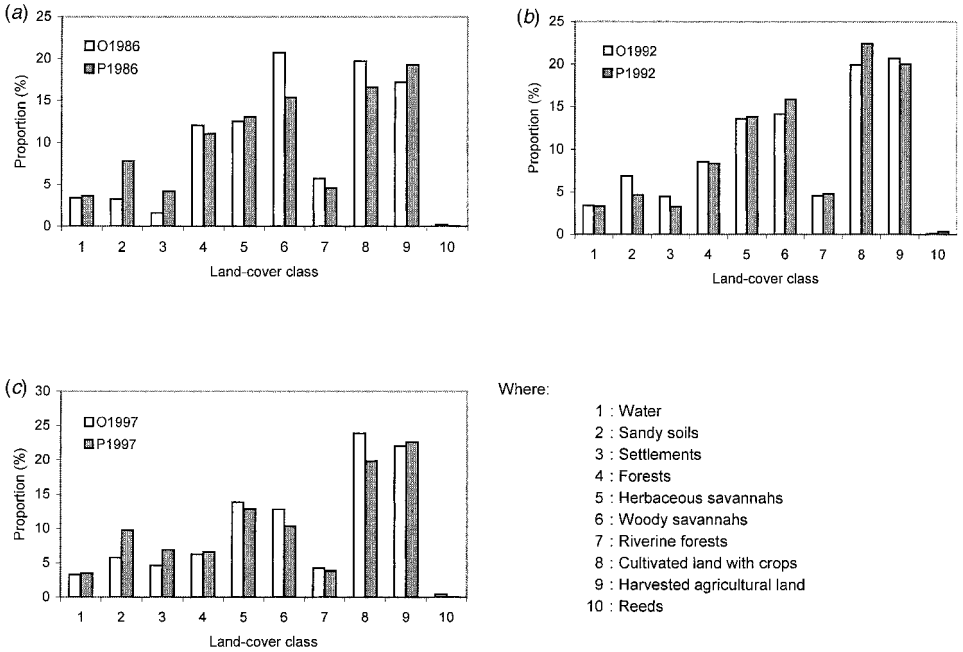 (a)
25
20
15
10
5
0
Proportion (%)
O1986
P1986
1 2 3 4 5 6 7 8 9 10
Land-cover class
(b)
25
20
15
10
5
0
Proportion (%)
O1992
P1992
1 2 3 4 5 6 7 8 9 10
Land-cover class
(c)
30
25
20
15
10
5
0
Proportion (%)
O1997
P1997
1 2 3 4 5 6 7 8 9 10
Land-cover class
Where:
1 : Water
2 : Sandy soils
3 : Settlements
4 : Forests
5 : Herbaceous savannahs
6 : Woody savannahs
7 : Riverine forests
8 : Cultivated land with crops
9 : Harvested agricultural land
10 : Reeds